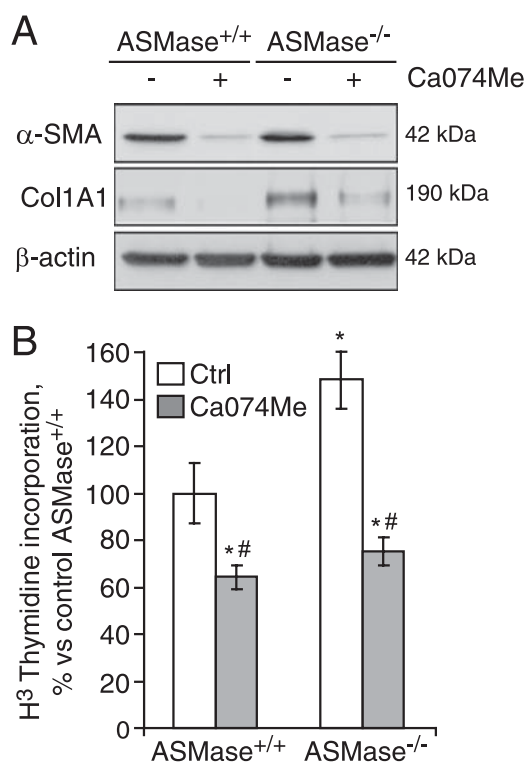 A
ASMase+/+ ASMase-/-
- + - + Ca074Me
α-SMA 42 kDa
Col1A1 190 kDa
β-actin 42 kDa
B
H3 Thymidine incorporation,
% vs control ASMase+/+
160
140
120
100
80
60
40
20
0
Ctrl
Ca074Me
*
*#
*#
ASMase+/+ ASMase-/-